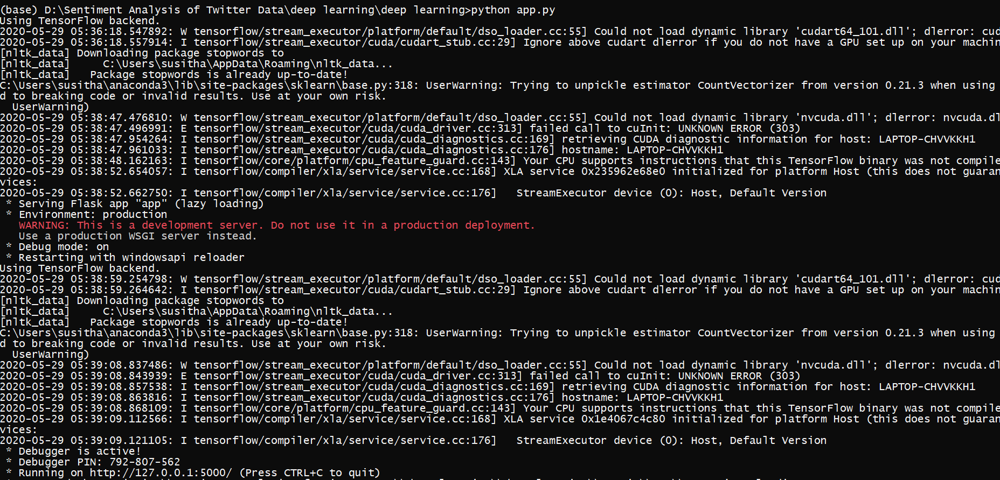 (base) D:\Sentiment Analysis of Twitter Data\deep learning\deep learning>python app.py
Using TensorFlow backend.
2020-05-29 05:36:18.547892: W tensorflow/stream_executor/platform/default/dso_loader.cc:55] Could not load dynamic library 'cudart64_101.dll'; dlerror: cud
2020-05-29 05:36:18.557914: I tensorflow/stream_executor/cuda/cudart_stub.cc:29] Ignore above cudart dlerror if you do not have a GPU set up on your machin
[nltk_data] Downloading package stopwords to
[nltk_data]     C:\Users\susitha\AppData\Roaming\nltk_data...
[nltk_data]   Package stopwords is already up-to-date!
C:\Users\susitha\anaconda3\lib\site-packages\sklearn\base.py:318: UserWarning: Trying to unpickle estimator CountVectorizer from version 0.21.3 when using
d to breaking code or invalid results. Use at your own risk.
  UserWarning)
2020-05-29 05:38:47.476810: W tensorflow/stream_executor/platform/default/dso_loader.cc:55] Could not load dynamic library 'nvcuda.dll'; dlerror: nvcuda.dl
2020-05-29 05:38:47.496991: E tensorflow/stream_executor/cuda/cuda_driver.cc:313] failed call to cuInit: UNKNOWN ERROR (303)
2020-05-29 05:38:47.954264: I tensorflow/stream_executor/cuda/cuda_diagnostics.cc:169] retrieving CUDA diagnostic information for host: LAPTOP-CHVVKKH1
2020-05-29 05:38:47.961033: I tensorflow/stream_executor/cuda/cuda_diagnostics.cc:176] hostname: LAPTOP-CHVVKKH1
2020-05-29 05:38:48.162163: I tensorflow/core/platform/cpu_feature_guard.cc:143] Your CPU supports instructions that this TensorFlow binary was not compile
2020-05-29 05:38:52.654057: I tensorflow/compiler/xla/service/service.cc:168] XLA service 0x235962e68e0 initialized for platform Host (this does not guaran
vices:
2020-05-29 05:38:52.662750: I tensorflow/compiler/xla/service/service.cc:176]   StreamExecutor device (0): Host, Default Version
 * Serving Flask app "app" (lazy loading)
 * Environment: production
   WARNING: This is a development server. Do not use it in a production deployment.
   Use a production WSGI server instead.
 * Debug mode: on
 * Restarting with windowsapi reloader
Using TensorFlow backend.
2020-05-29 05:38:59.254798: W tensorflow/stream_executor/platform/default/dso_loader.cc:55] Could not load dynamic library 'cudart64_101.dll'; dlerror: cud
2020-05-29 05:38:59.264642: I tensorflow/stream_executor/cuda/cudart_stub.cc:29] Ignore above cudart dlerror if you do not have a GPU set up on your machin
[nltk_data] Downloading package stopwords to
[nltk_data]     C:\Users\susitha\AppData\Roaming\nltk_data...
[nltk_data]   Package stopwords is already up-to-date!
C:\Users\susitha\anaconda3\lib\site-packages\sklearn\base.py:318: UserWarning: Trying to unpickle estimator CountVectorizer from version 0.21.3 when using
d to breaking code or invalid results. Use at your own risk.
  UserWarning)
2020-05-29 05:39:08.837486: W tensorflow/stream_executor/platform/default/dso_loader.cc:55] Could not load dynamic library 'nvcuda.dll'; dlerror: nvcuda.dl
2020-05-29 05:39:08.843939: E tensorflow/stream_executor/cuda/cuda_driver.cc:313] failed call to cuInit: UNKNOWN ERROR (303)
2020-05-29 05:39:08.857538: I tensorflow/stream_executor/cuda/cuda_diagnostics.cc:169] retrieving CUDA diagnostic information for host: LAPTOP-CHVVKKH1
2020-05-29 05:39:08.863816: I tensorflow/stream_executor/cuda/cuda_diagnostics.cc:176] hostname: LAPTOP-CHVVKKH1
2020-05-29 05:39:08.868109: I tensorflow/core/platform/cpu_feature_guard.cc:143] Your CPU supports instructions that this TensorFlow binary was not compile
2020-05-29 05:39:09.112566: I tensorflow/compiler/xla/service/service.cc:168] XLA service 0x1e4067c4c80 initialized for platform Host (this does not guaran
vices:
2020-05-29 05:39:09.121105: I tensorflow/compiler/xla/service/service.cc:176]   StreamExecutor device (0): Host, Default Version
 * Debugger is active!
 * Debugger PIN: 792-807-562
 * Running on http://127.0.0.1:5000/ (Press CTRL+C to quit)